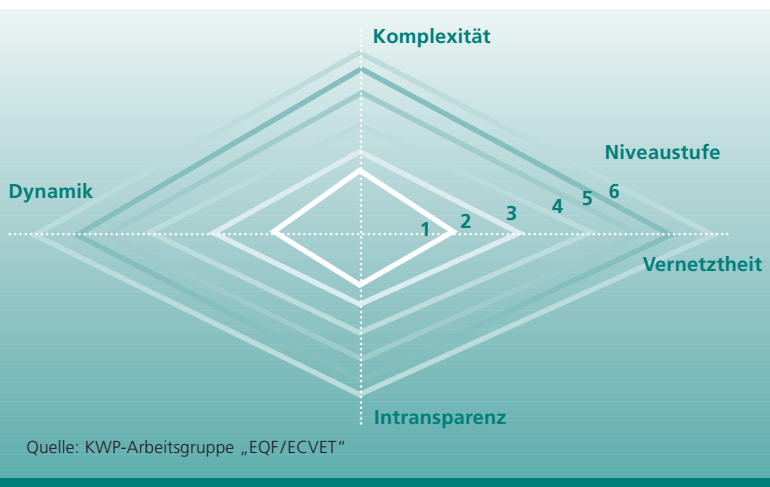 Komplexität
Niveaustufe
Dynamik
1 2 3 4 5 6
Vernetztheit
Intransparenz
Quelle: KWP-Arbeitsgruppe „EQF/ECVET“